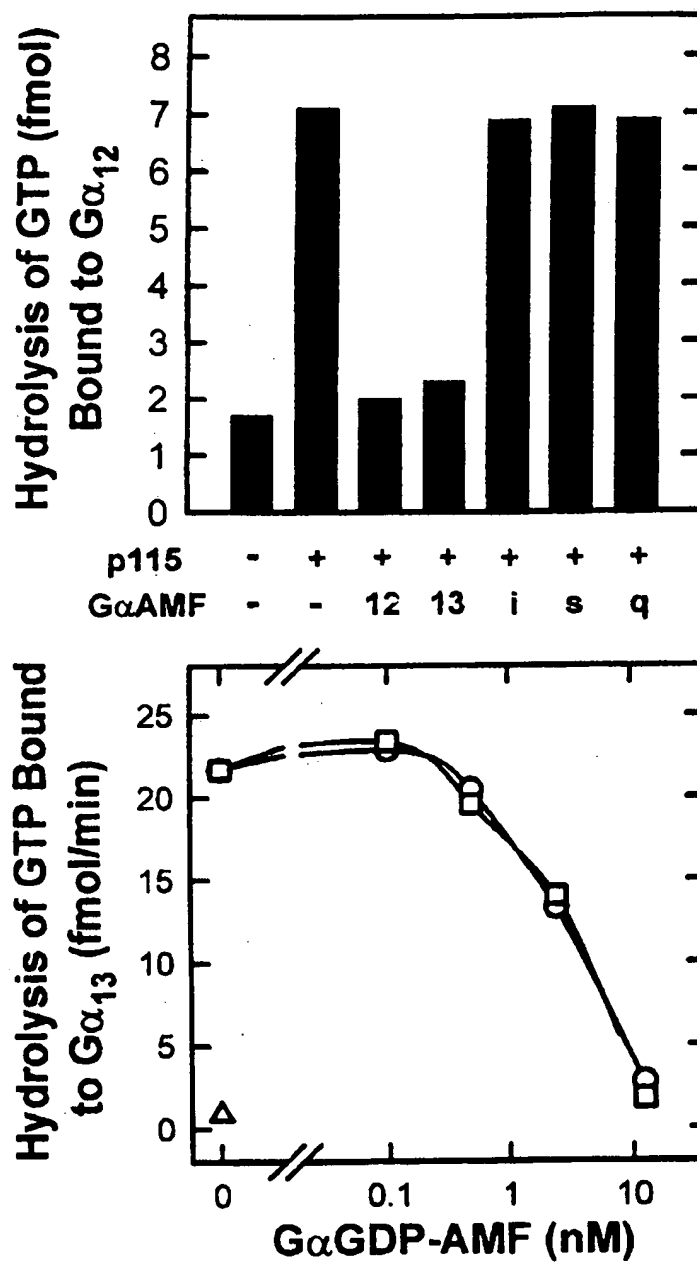 Hydrolysis of GTP (fmol)
Bound to Gα12
8
7
6
5
4
3
2
1
0
p115 - + + + + + +
GαAMF - - 12 13 i s q
Hydrolysis of GTP Bound
to Gα13 (fmol/min)
25
20
15
10
5
0
0 0.1 1 10
GαGDP-AMF (nM)